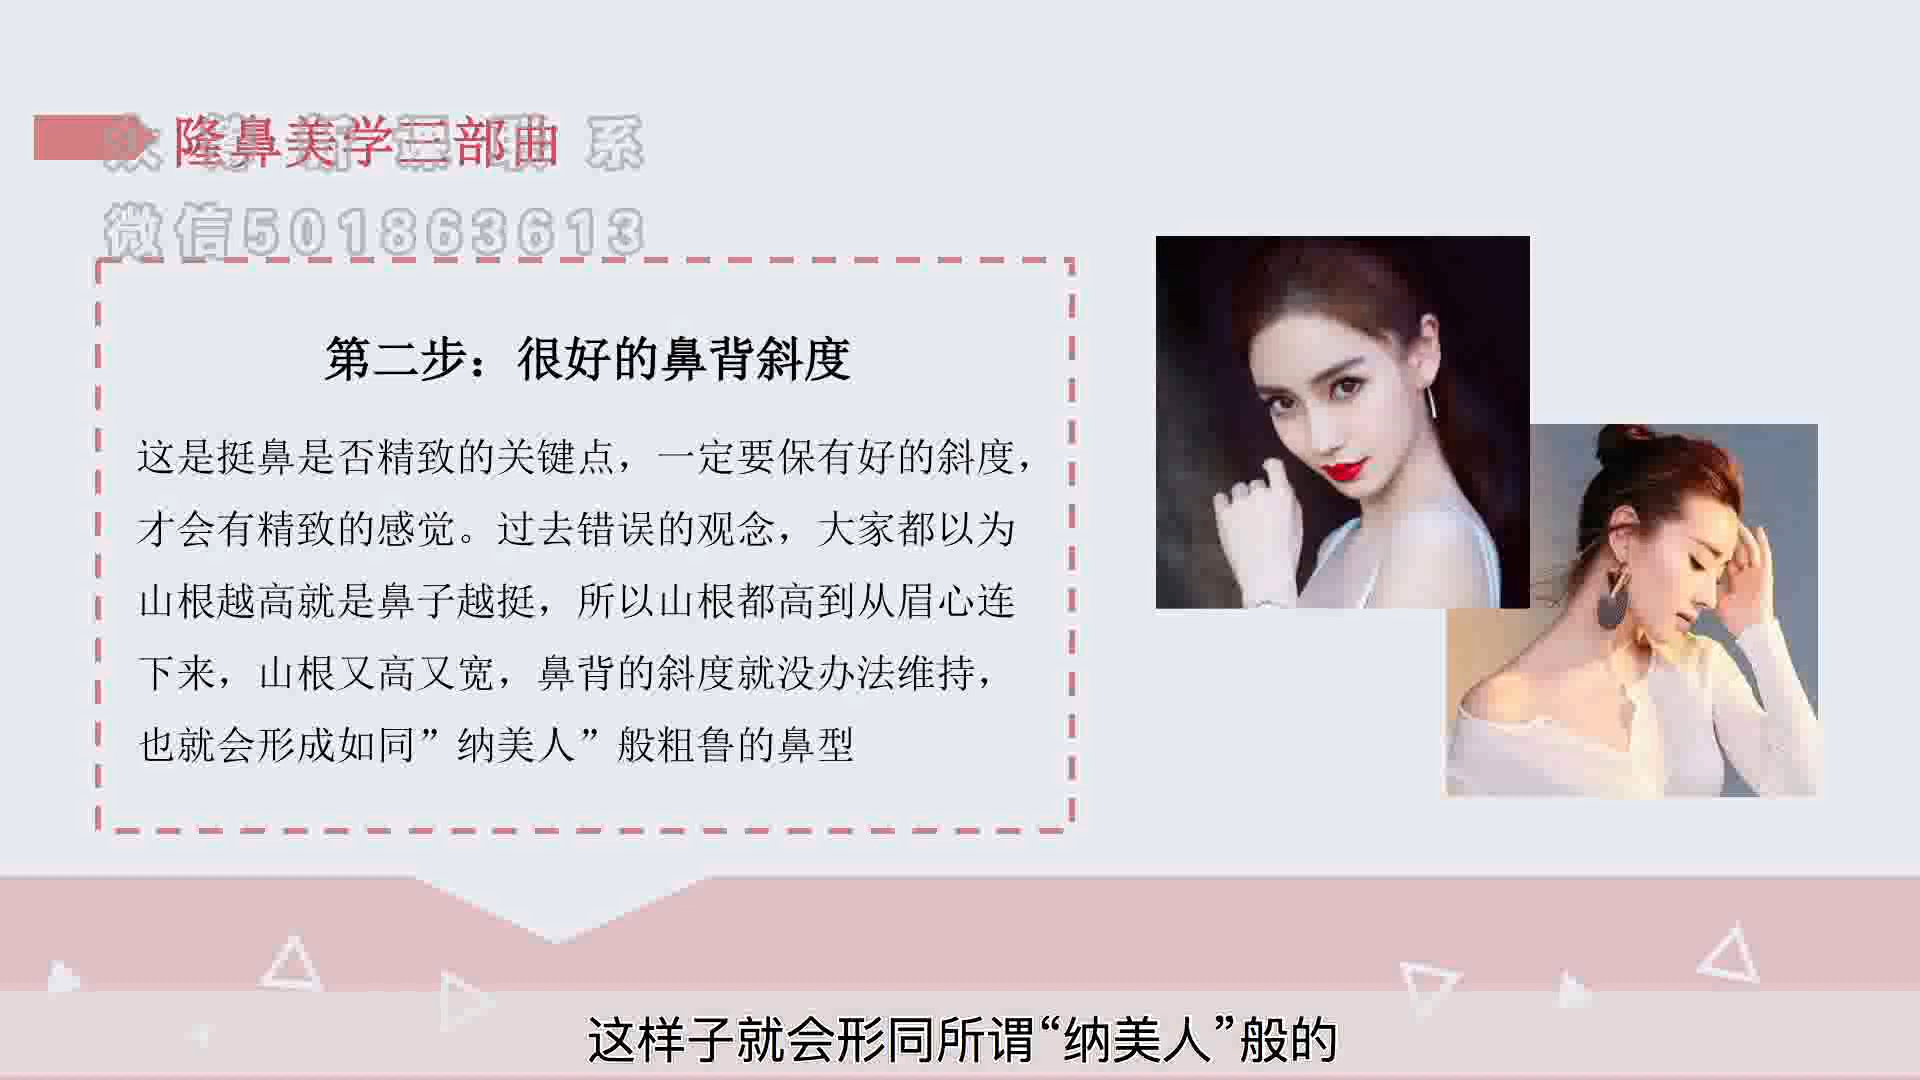 隆鼻美学三部曲
系
微信501863613
第二步：很好的鼻背斜度
这是挺鼻是否精致的关键点，一定要保有好的斜度，
才会有精致的感觉。过去错误的观念，大家都以为
山根越高就是鼻子越挺，所以山根都高到从眉心连
下来，山根又高又宽，鼻背的斜度就没办法维持，
也就会形成如同”纳美人”般粗鲁的鼻型
这样子就会形同所谓“纳美人”般的